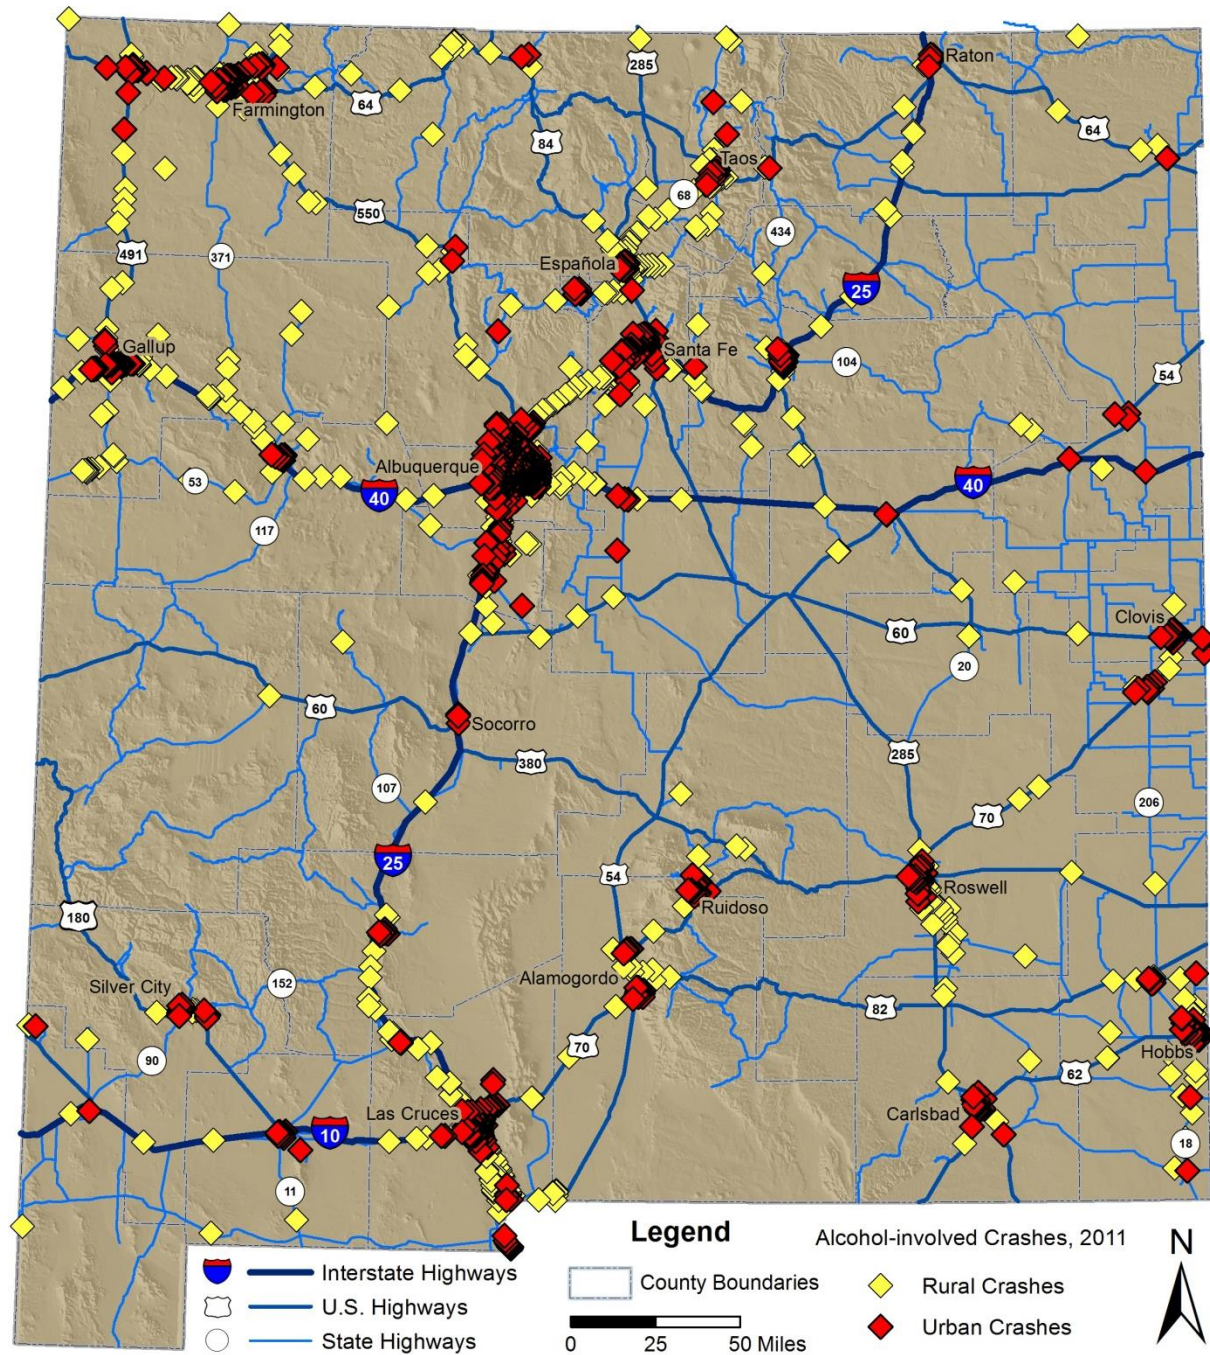 Raton
285
Farmington
64
64
84
Taos
68
550
434
491
371
Española
25
Gallup
Santa Fe
104
54
Albuquerque
53
40
40
117
Clovis
60
20
60
Socorro
380
285
107
206
70
25
54
Roswell
Ruidoso
180
Silver City
152
Alamogordo
82
90
70
62
Hobbs
Las Cruces
Carlsbad
10
18
11
Legend
Alcohol-involved Crashes, 2011
N
Interstate Highways
County Boundaries
Rural Crashes
U.S. Highways
Urban Crashes
State Highways
0 25 50 Miles